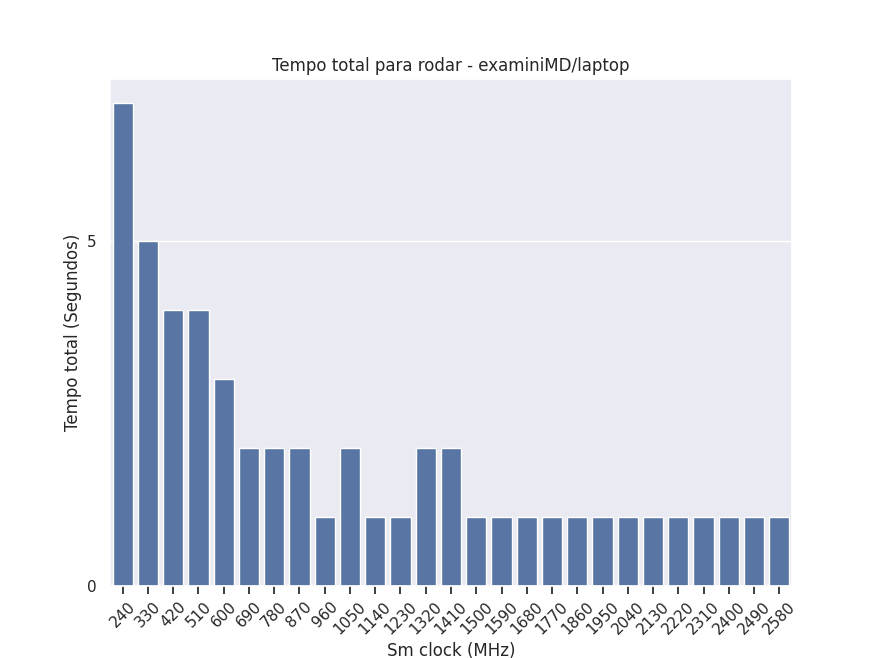 Tempo total para rodar - examiniMD/laptop
Tempo total (Segundos)
5
0
240 330 420 510 600 690 780 870 960 1050 1140 1230 1320 1410 1500 1590 1680 1770 1860 1950 2040 2130 2220 2310 2400 2490 2580
Sm clock (MHz)